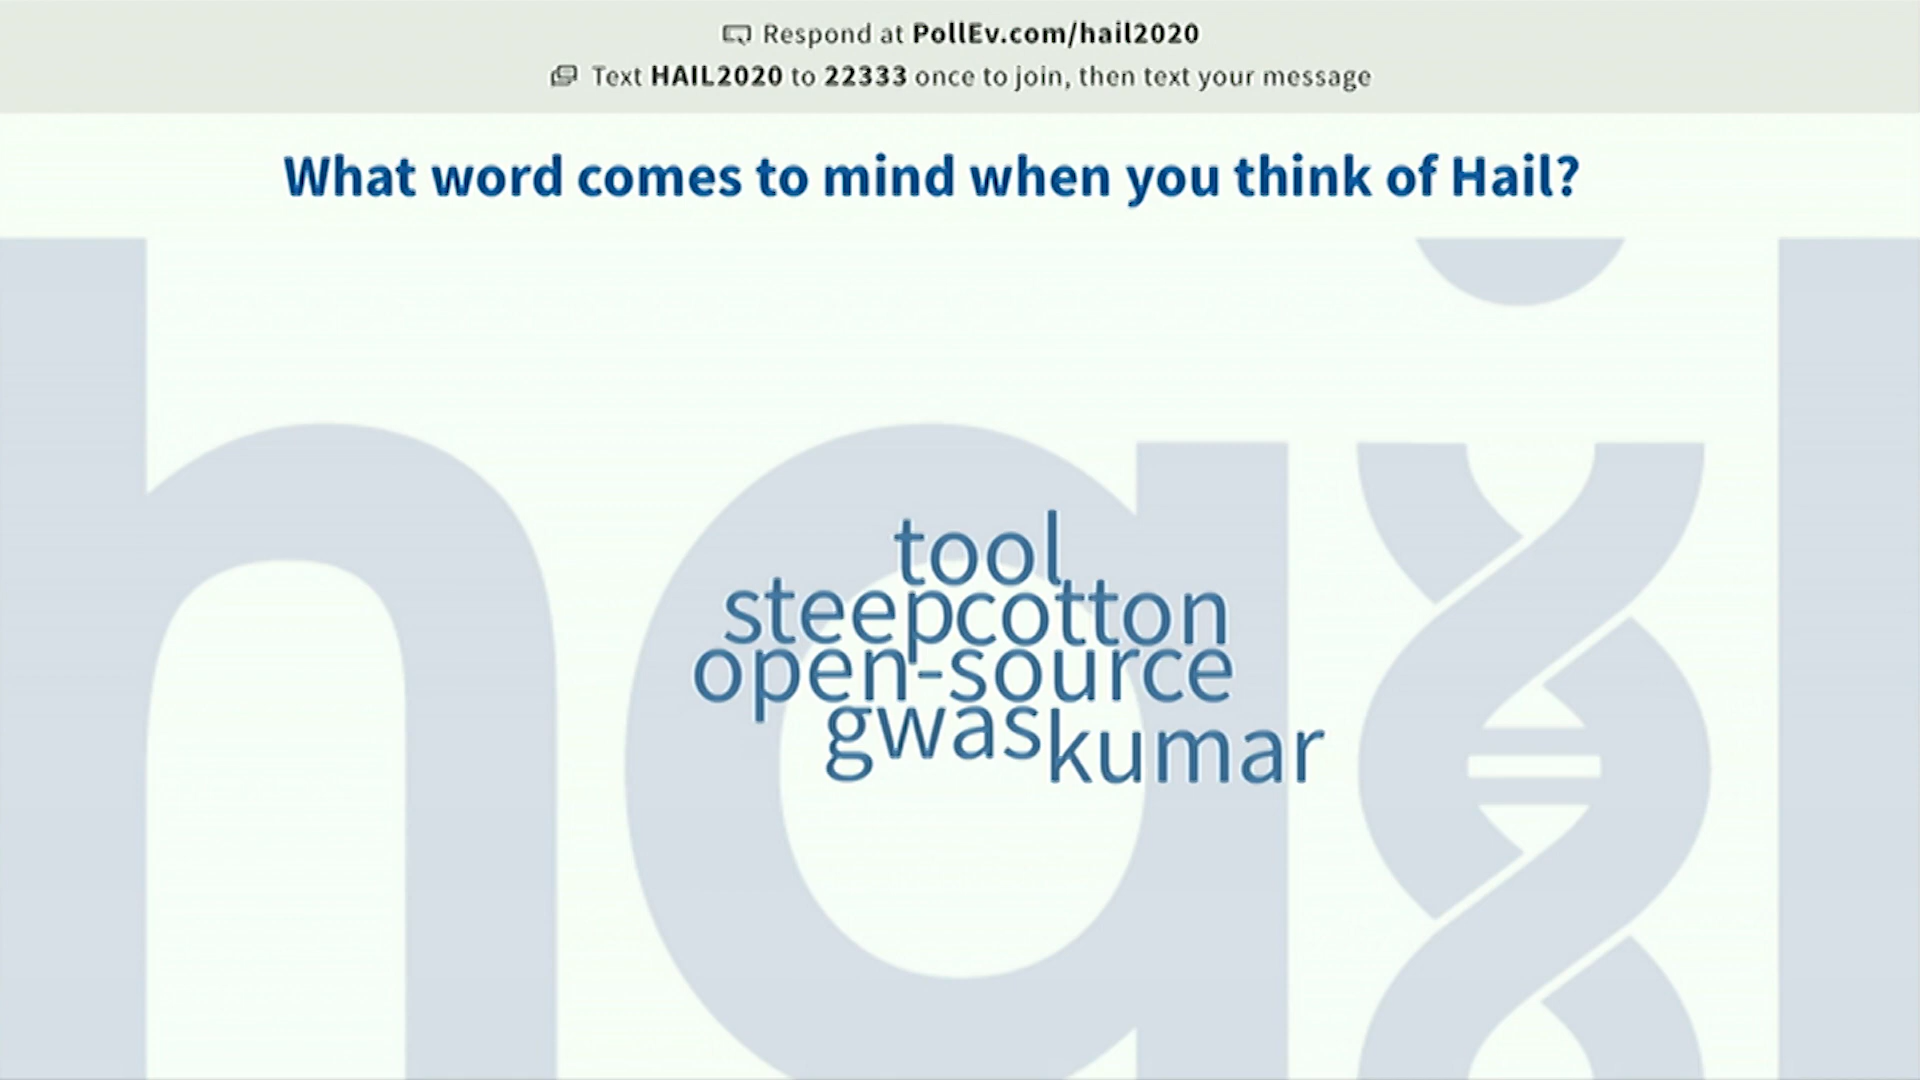 Respond at PollEv.com/hail2020
Text HAIL2020 to 22333 once to join, then text your message
What word comes to mind when you think of Hail?
hail
tool
steepcotton
open-source
gwas
kumar